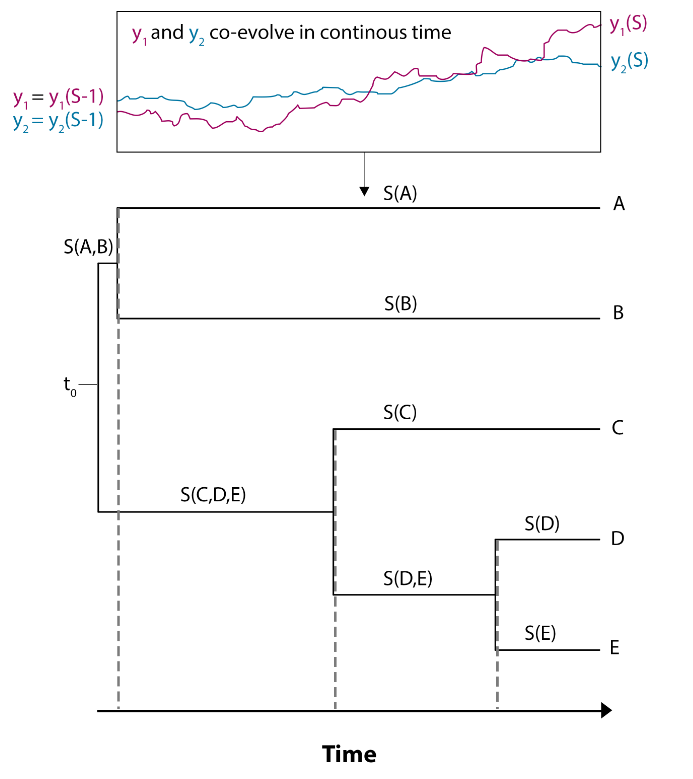 y₁ and y₂ co-evolve in continous time
y₁(S)
y₂(S)
y₁ = y₁(S-1)
y₂ = y₂(S-1)
S(A)
A
S(A,B)
S(B)
B
t₀
S(C)
C
S(C,D,E)
S(D)
D
S(D,E)
S(E)
E
Time